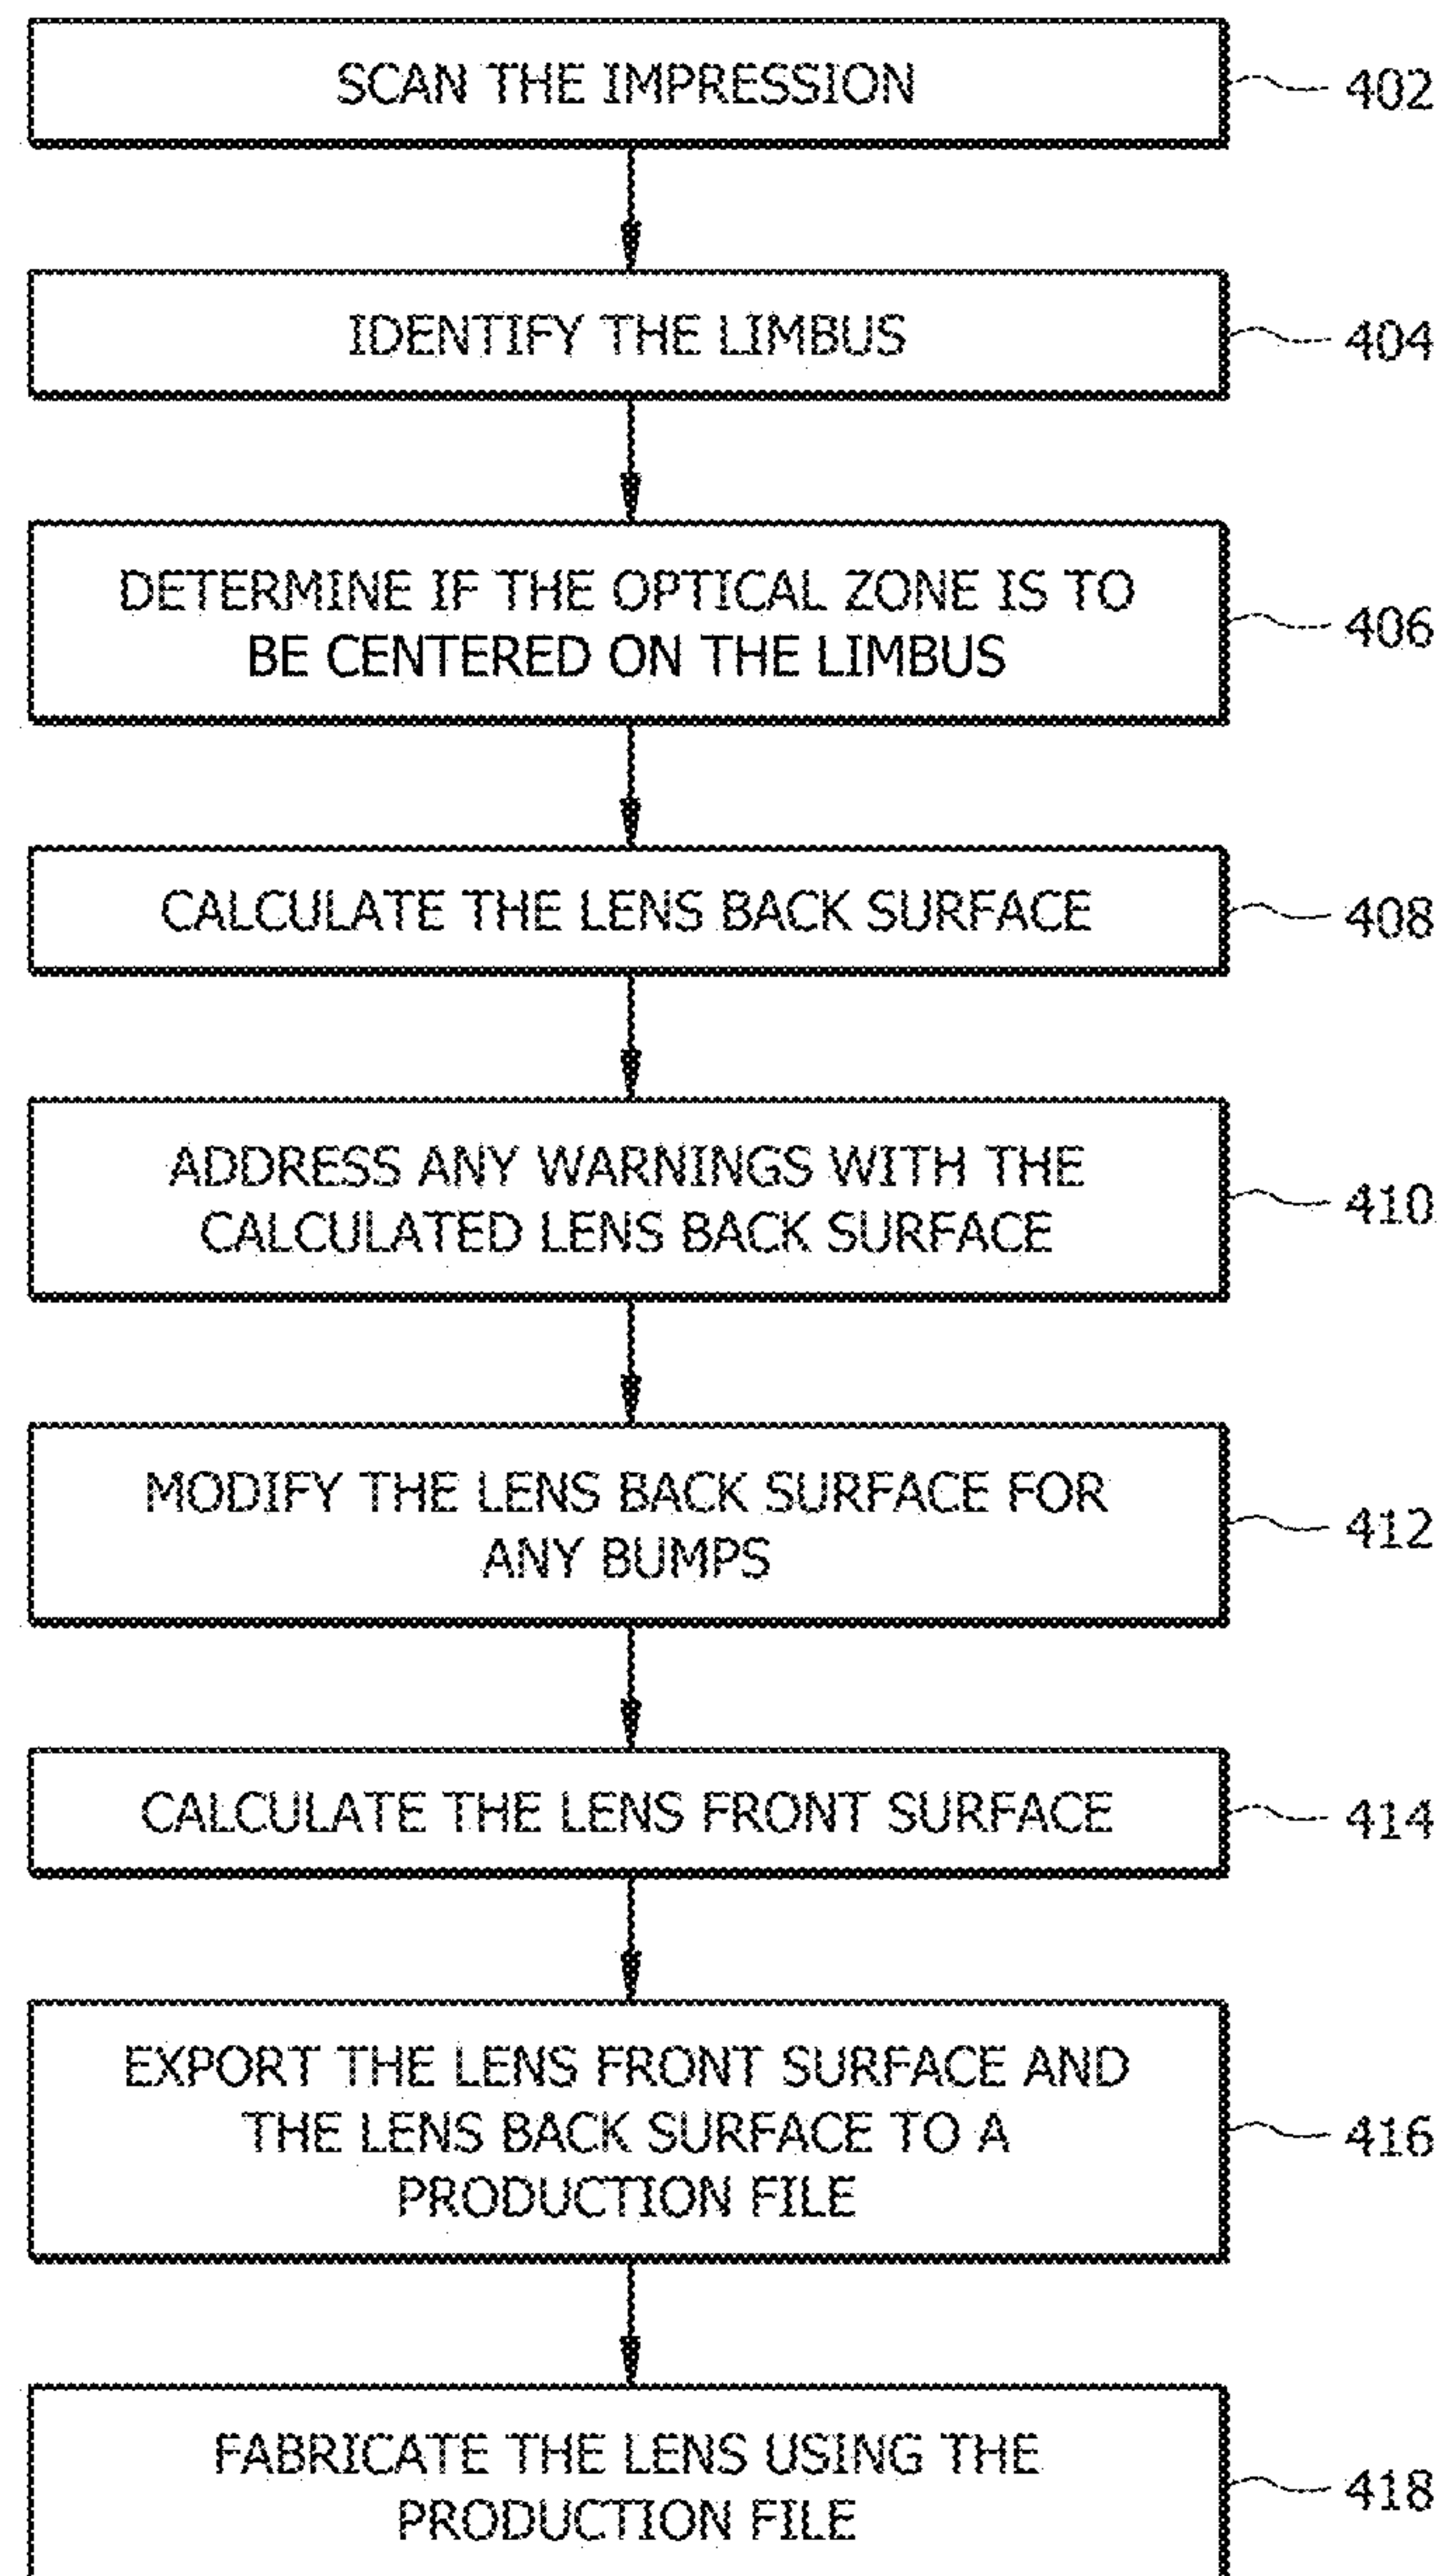 SCAN THE IMPRESSION
402
IDENTIFY THE LIMBUS
404
DETERMINE IF THE OPTICAL ZONE IS TO
BE CENTERED ON THE LIMBUS
406
CALCULATE THE LENS BACK SURFACE
408
ADDRESS ANY WARNINGS WITH THE
CALCULATED LENS BACK SURFACE
410
MODIFY THE LENS BACK SURFACE FOR
ANY BUMPS
412
CALCULATE THE LENS FRONT SURFACE
414
EXPORT THE LENS FRONT SURFACE AND
THE LENS BACK SURFACE TO A
PRODUCTION FILE
416
FABRICATE THE LENS USING THE
PRODUCTION FILE
418